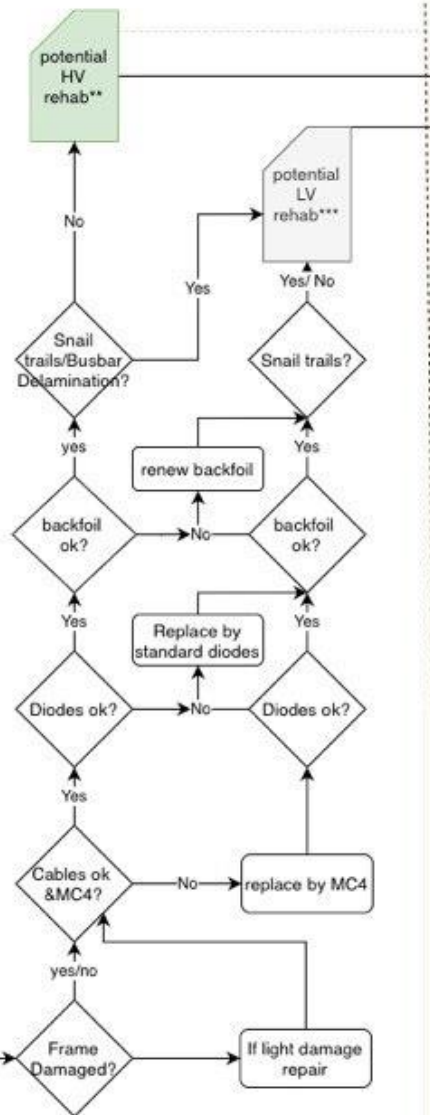 potential
HV
rehab**
potential
LV
rehab***
No
Yes
Yes/ No
Snail
trails/Busbar
Delamination?
Snail trails?
yes
renew backfoil
Yes
backfoil
ok?
No
backfoil
ok?
Yes
Replace by
standard diodes
Yes
Diodes ok?
No
Diodes ok?
Yes
Cables ok
&MC4?
No
replace by MC4
yes/no
Frame
Damaged?
If light damage
repair